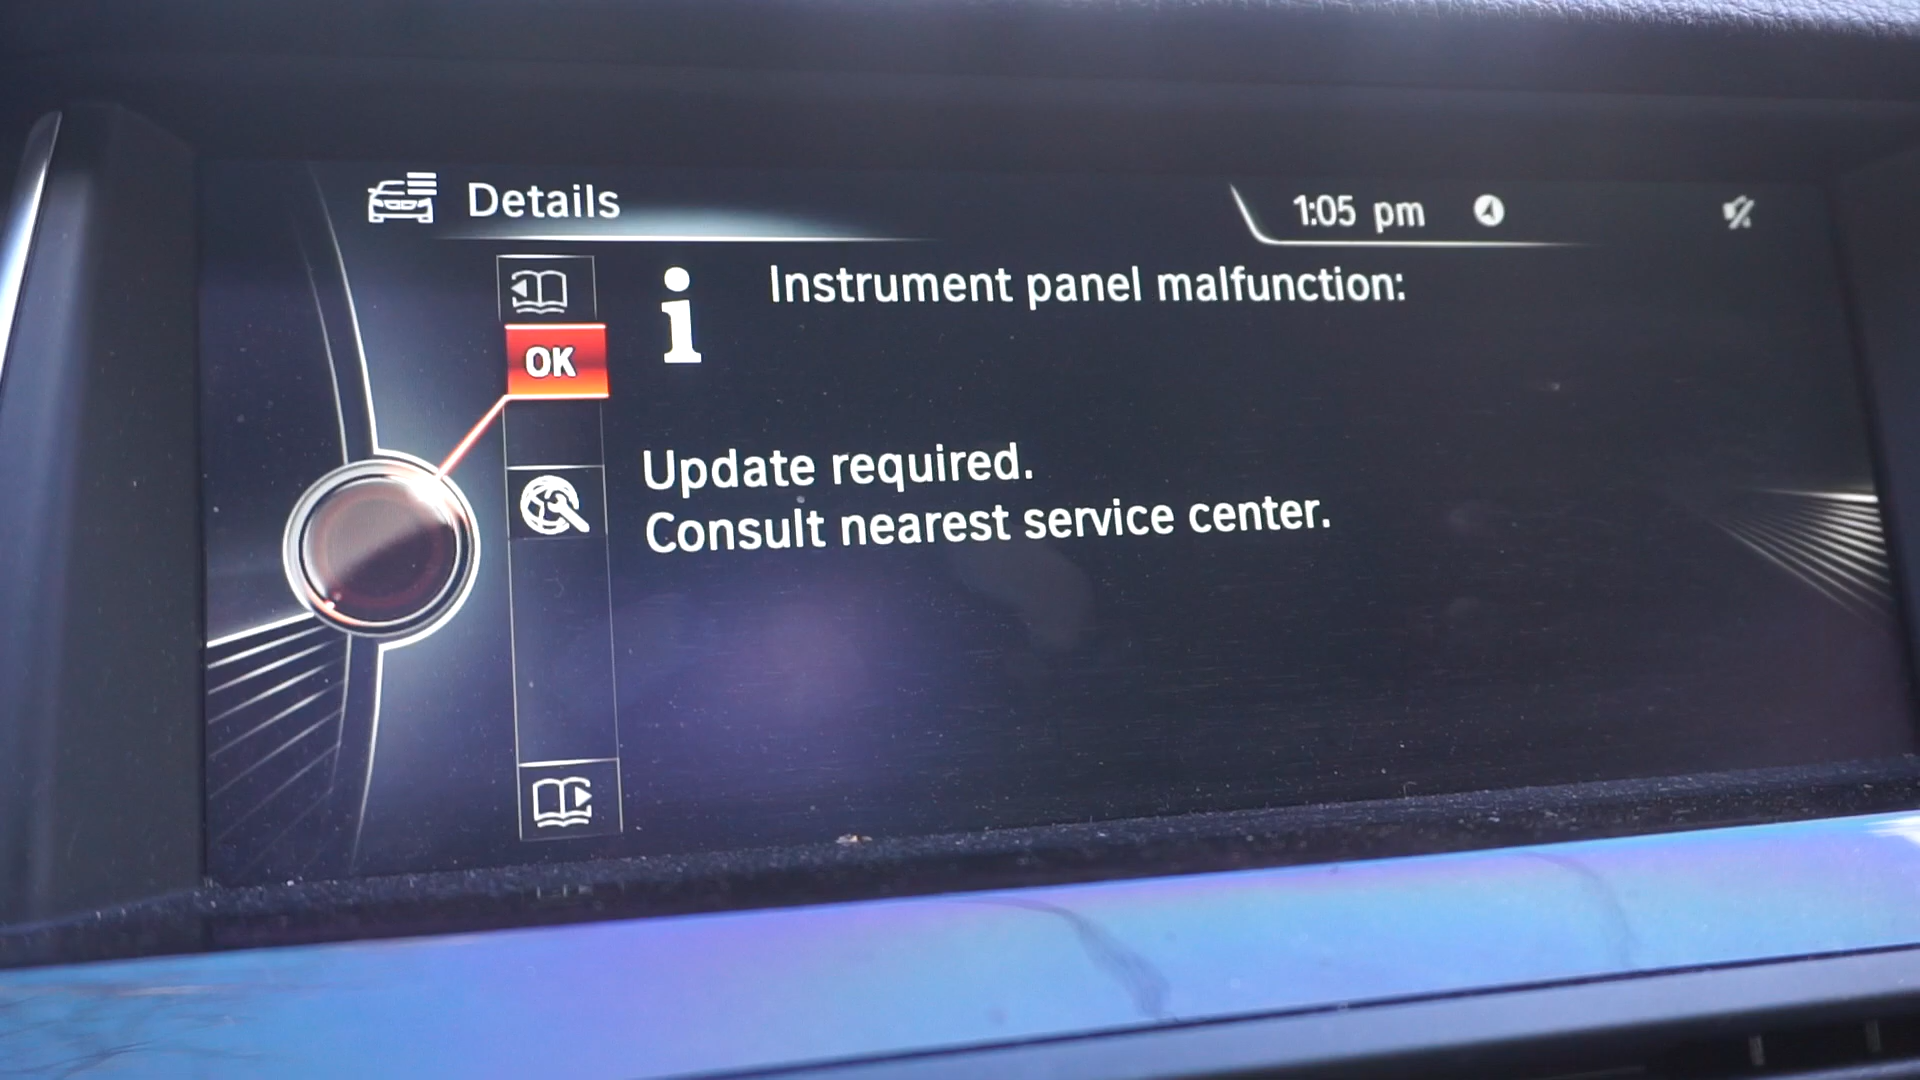 Details
1:05 pm
Instrument panel malfunction:
OK
Update required.
Consult nearest service center.